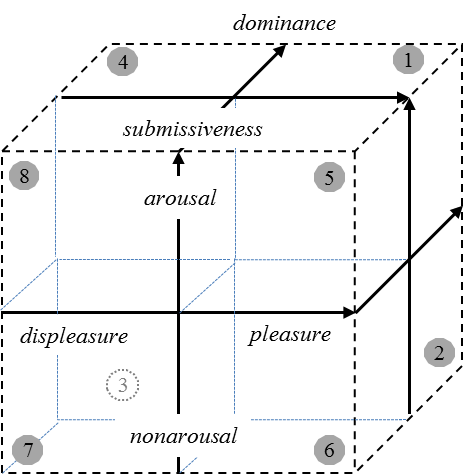 dominance
4
1
submissiveness
8
5
arousal
displeasure
pleasure
2
3
7
nonarousal
6